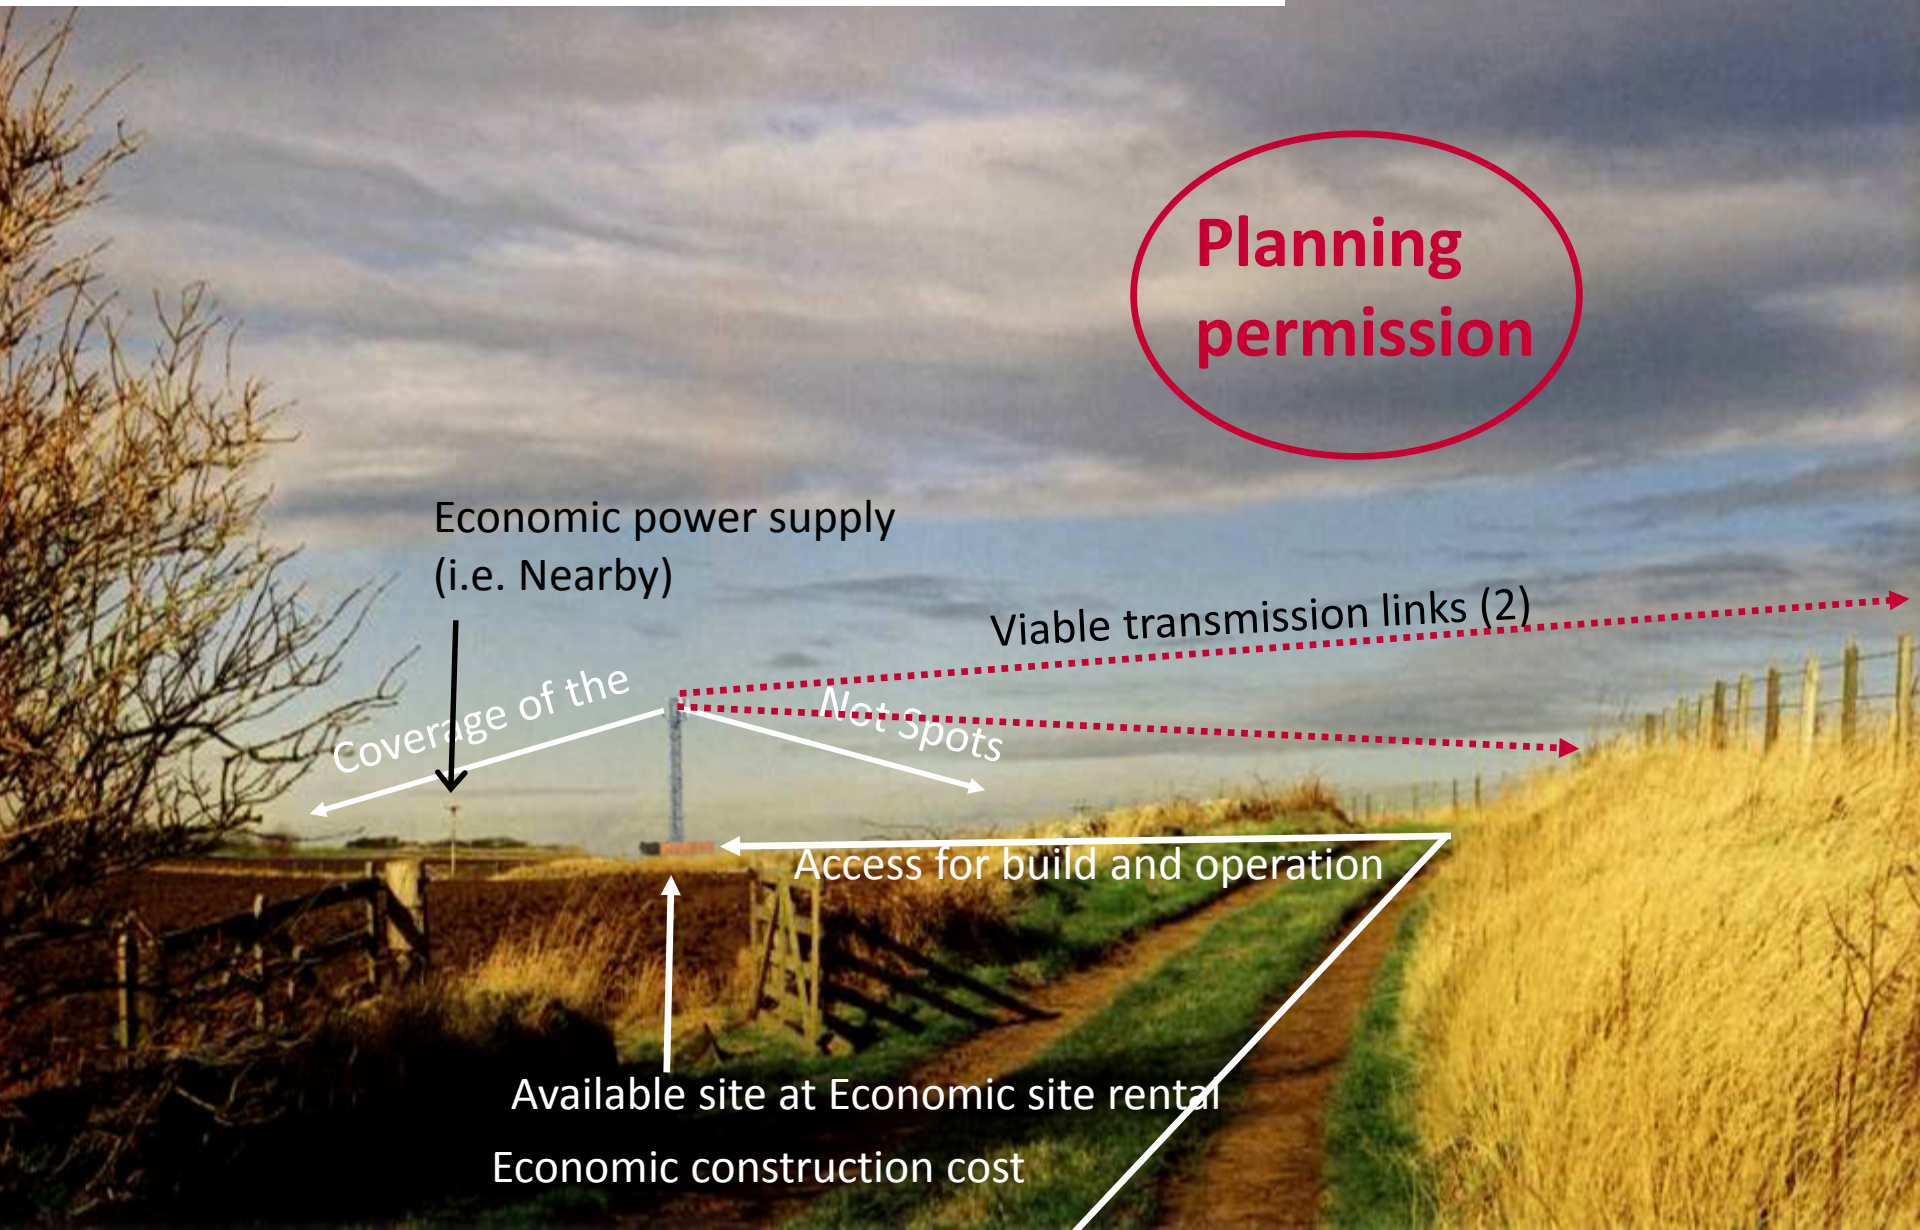 Planning
permission
Economic power supply
(i.e. Nearby)
Viable transmission links (2)
Coverage of the
Not Spots
Access for build and operation
Available site at Economic site rental
Economic construction cost